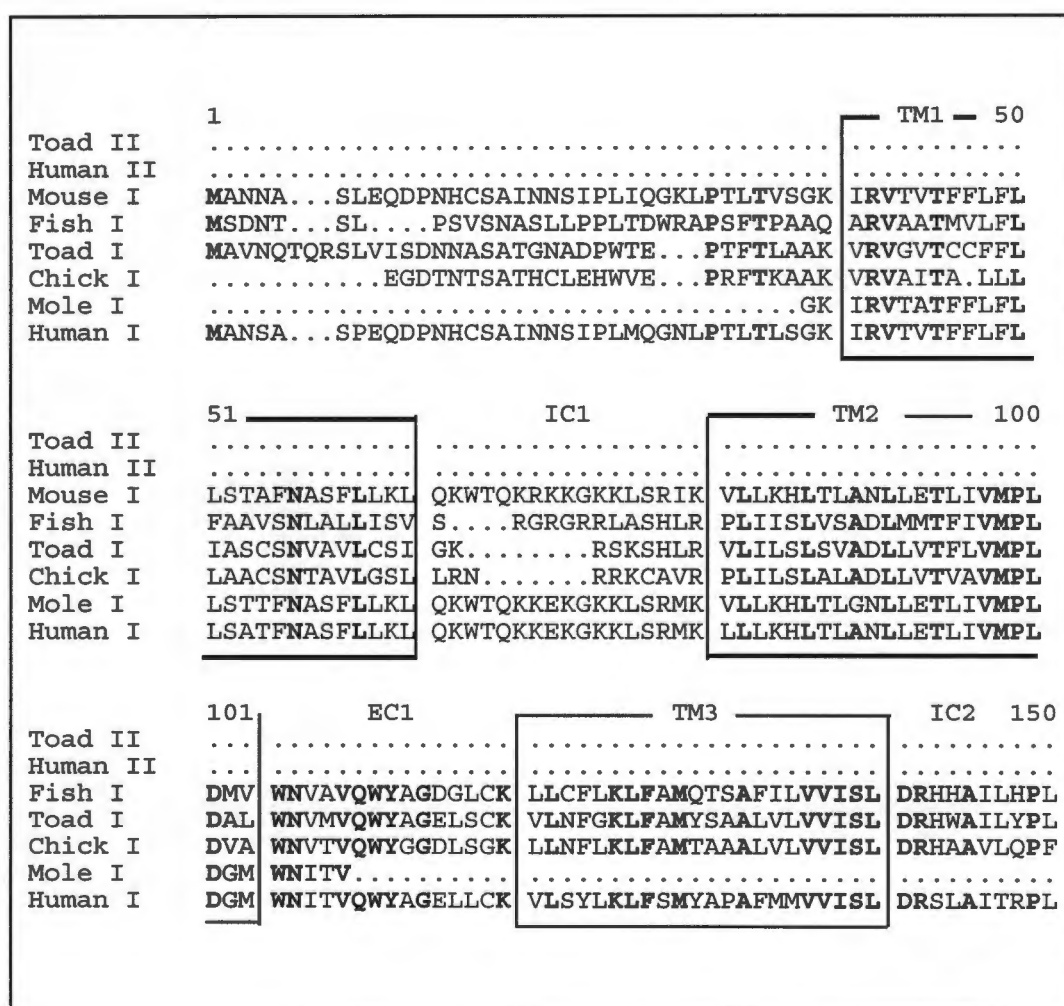 1 TM1 50
Toad II ....................................... ...........
Human II ....................................... ...........
Mouse I MANNA...SLEQDPNHCSAINNSIPLIQGKLPTLTVSGK IRVTVTFFLFL
Fish I MSDNT...SL....PSVSNASLLPPLTDWRAPSFTPAAQ ARVAATMVLFL
Toad I MAVNQTQRSLVISDNNASATGNADPWTE...PTFTLAAK VRVGVTCCFFL
Chick I ...........EGDTNTSATHCLEHWVE...PRFTKAAK VRVAITA.LLL
Mole I .....................................GK IRVTATFFLFL
Human I MANSA...SPEQDPNHCSAINNSIPLMQGNLPTLTLSGK IRVTVTFFLFL
51 IC1 TM2 100
Toad II ............. ................. ....................
Human II ............. ................. ....................
Mouse I LSTAFNASFLLKL QKWTQKRKKGKKLSRIK VLLKHLTLANLLETLIVMPL
Fish I FAAVSNLALLISV S....RGRGRRLASHLR PLIISLVSADLMMTFIVMPL
Toad I IASCSNVAVLCSI GK........RSKSHLR VLILSLSVADLLVTFLVMPL
Chick I LAACSNTAVLGSL LRN.......RRKCAVR PLILSLALADLLVTVAVMPL
Mole I LSTTFNASFLLKL QKWTQKKEKGKKLSRMK VLLKHLTLGNLLETLIVMPL
Human I LSATFNASFLLKL QKWTQKKEKGKKLSRMK LLLKHLTLANLLETLIVMPL
101 EC1 TM3 IC2 150
Toad II ... ............... ...................... ..........
Human II ... ............... ...................... ..........
Fish I DMV WNVAVQWYAGDGLCK LLCFLKLFAMQTSAFILVVISL DRHHAILHPL
Toad I DAL WNVMVQWYAGELSCK VLNFGKLFAMYSAALVLVVISL DRHWAILYPL
Chick I DVA WNVTVQWYGGDLSGK LLNFLKLFAMTAAALVLVVISL DRHAAVLQPF
Mole I DGM WNITV.......... ...................... ..........
Human I DGM WNITVQWYAGELLCK VLSYLKLFSMYAPAFMMVVISL DRSLAITRPL